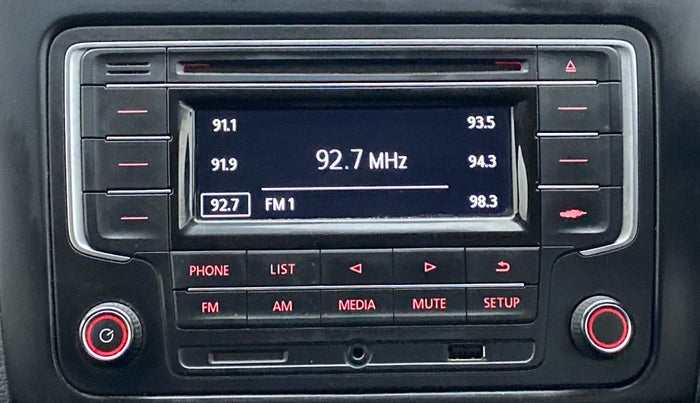 91.1 93.5
91.9 92.7 MHz 94.3
92.7 FM 1 98.3
PHONE LIST
FM AM MEDIA MUTE SETUP